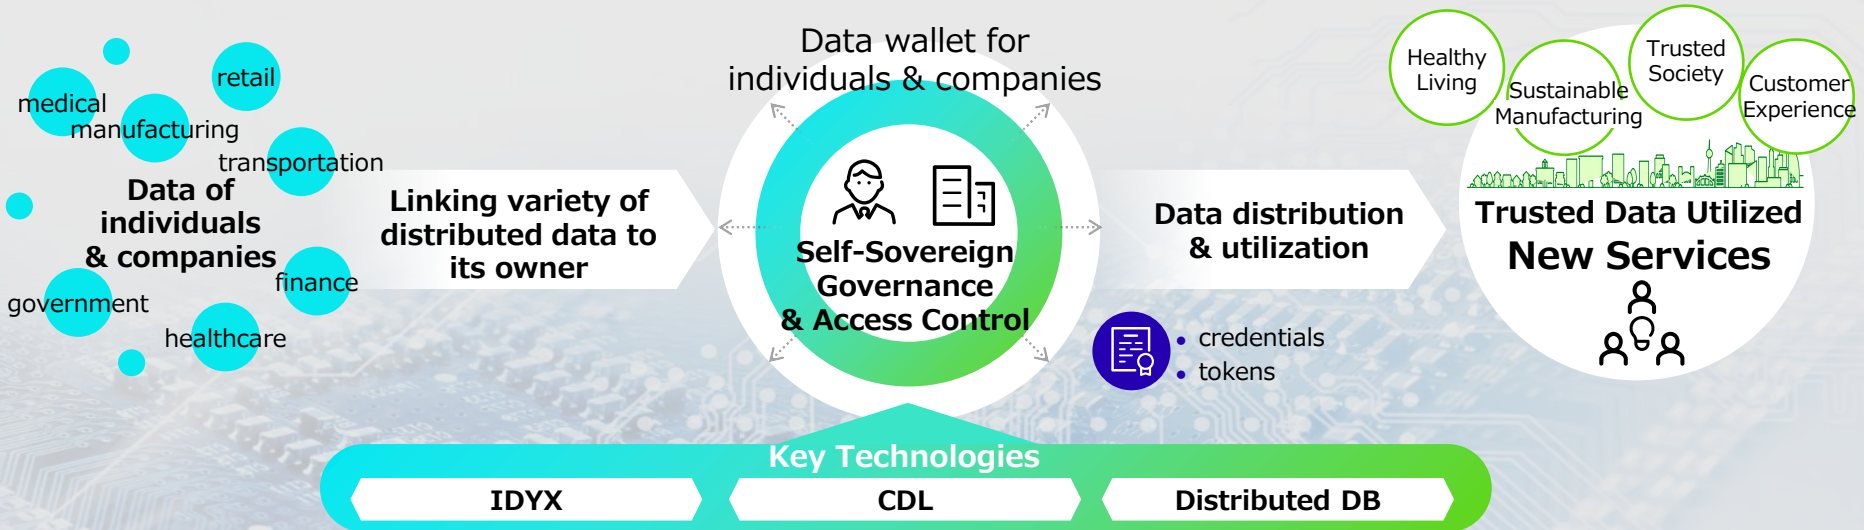 medical
retail
manufacturing
transportation
Data of
individuals
& companies
finance
government
healthcare
Linking variety of
distributed data to
its owner
Data wallet for
individuals & companies
Self-Sovereign
Governance
& Access Control
Data distribution
& utilization
credentials
tokens
Healthy
Living
Sustainable
Manufacturing
Trusted
Society
Customer
Experience
Trusted Data Utilized
New Services
Key Technologies
IDYX
CDL
Distributed DB